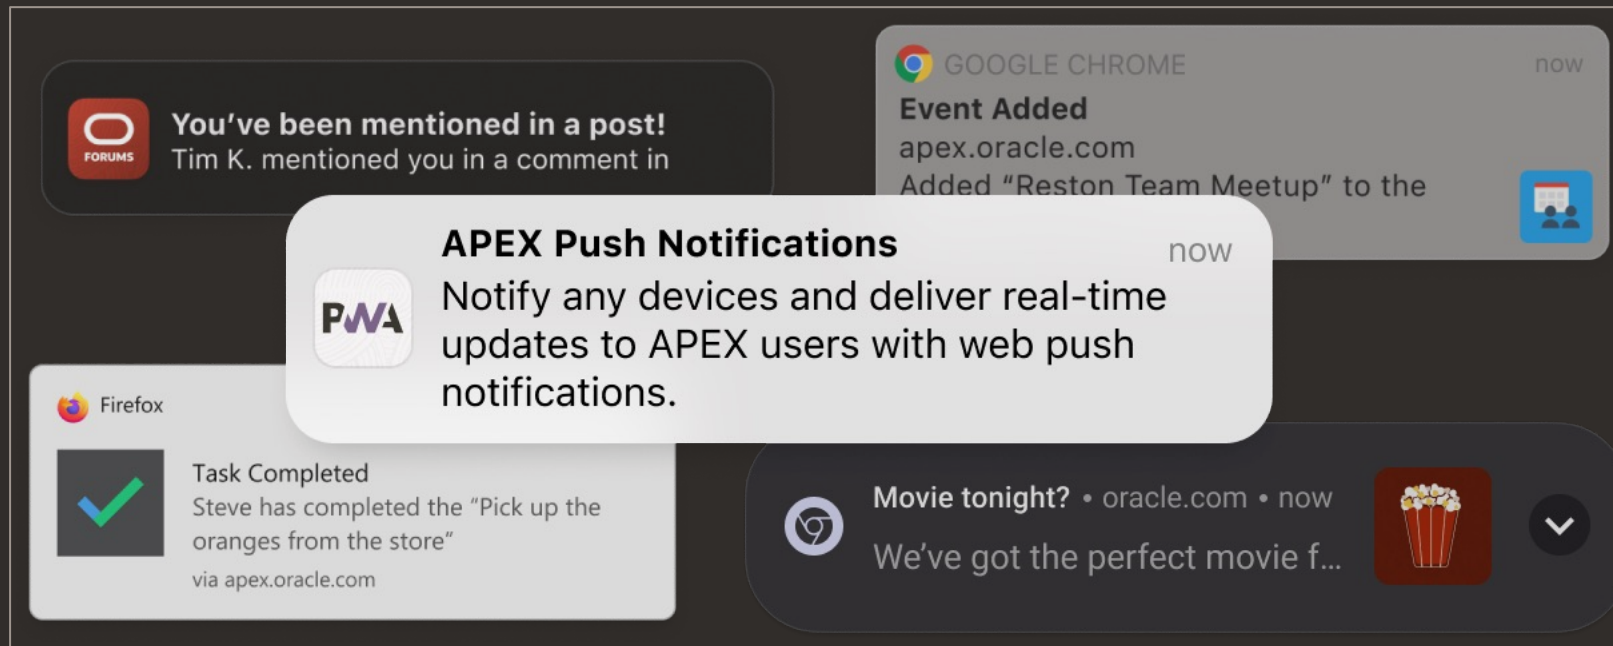 FORUMS
You've been mentioned in a post!
Tim K. mentioned you in a comment in
GOOGLE CHROME
now
Event Added
apex.oracle.com
Added “Reston Team Meetup” to the
PWA
APEX Push Notifications
now
Notify any devices and deliver real-time
updates to APEX users with web push
notifications.
Firefox
Task Completed
Steve has completed the “Pick up the
oranges from the store”
via apex.oracle.com
Movie tonight? • oracle.com • now
We've got the perfect movie f...